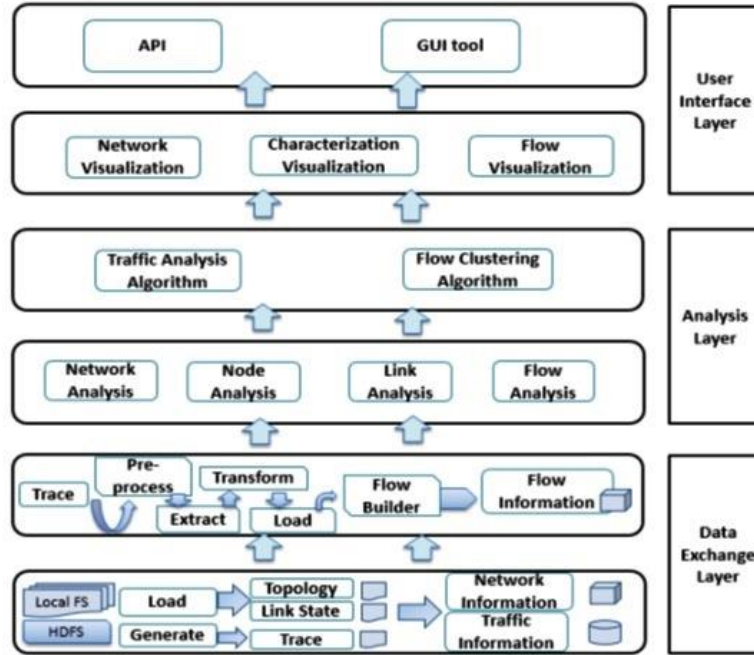 API
GUI tool
User
Interface
Layer
Network
Visualization
Characterization
Visualization
Flow
Visualization
Traffic Analysis
Algorithm
Flow Clustering
Algorithm
Analysis
Layer
Network
Analysis
Node
Analysis
Link
Analysis
Flow
Analysis
Trace
Pre-
process
Extract
Transform
Load
Flow
Builder
Flow
Information
Data
Exchange
Layer
Local FS
HDFS
Load
Generate
Topology
Link State
Trace
Network
Information
Traffic
Information